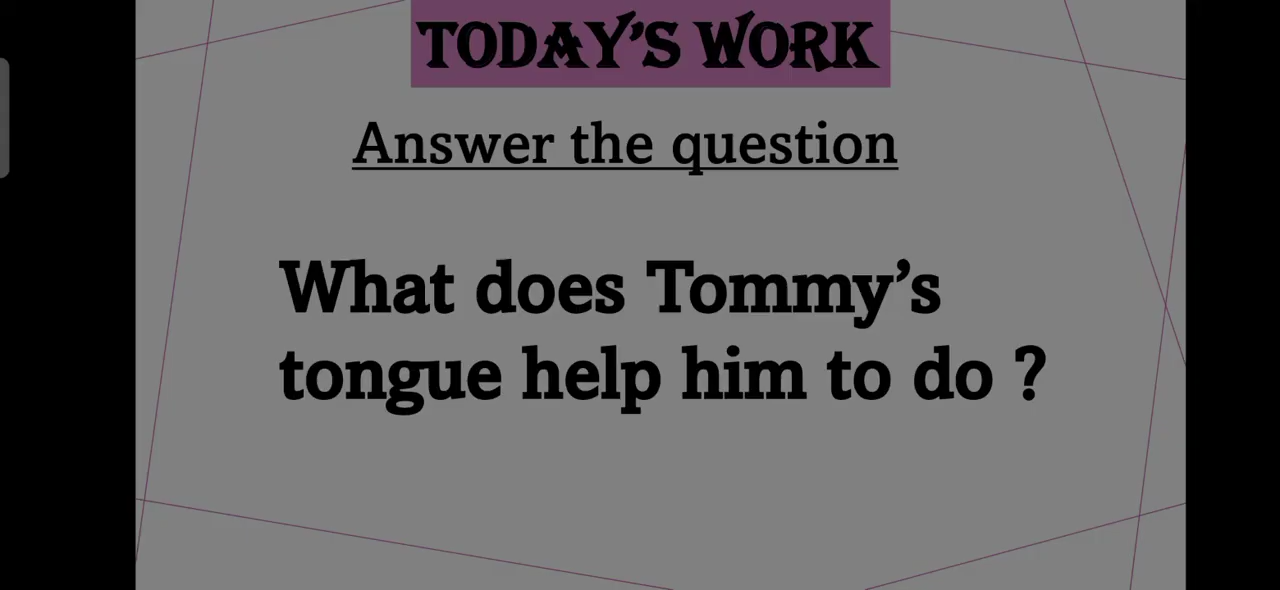 TODAY'S WORK
Answer the question
What does Tommy's
tongue help him to do ?